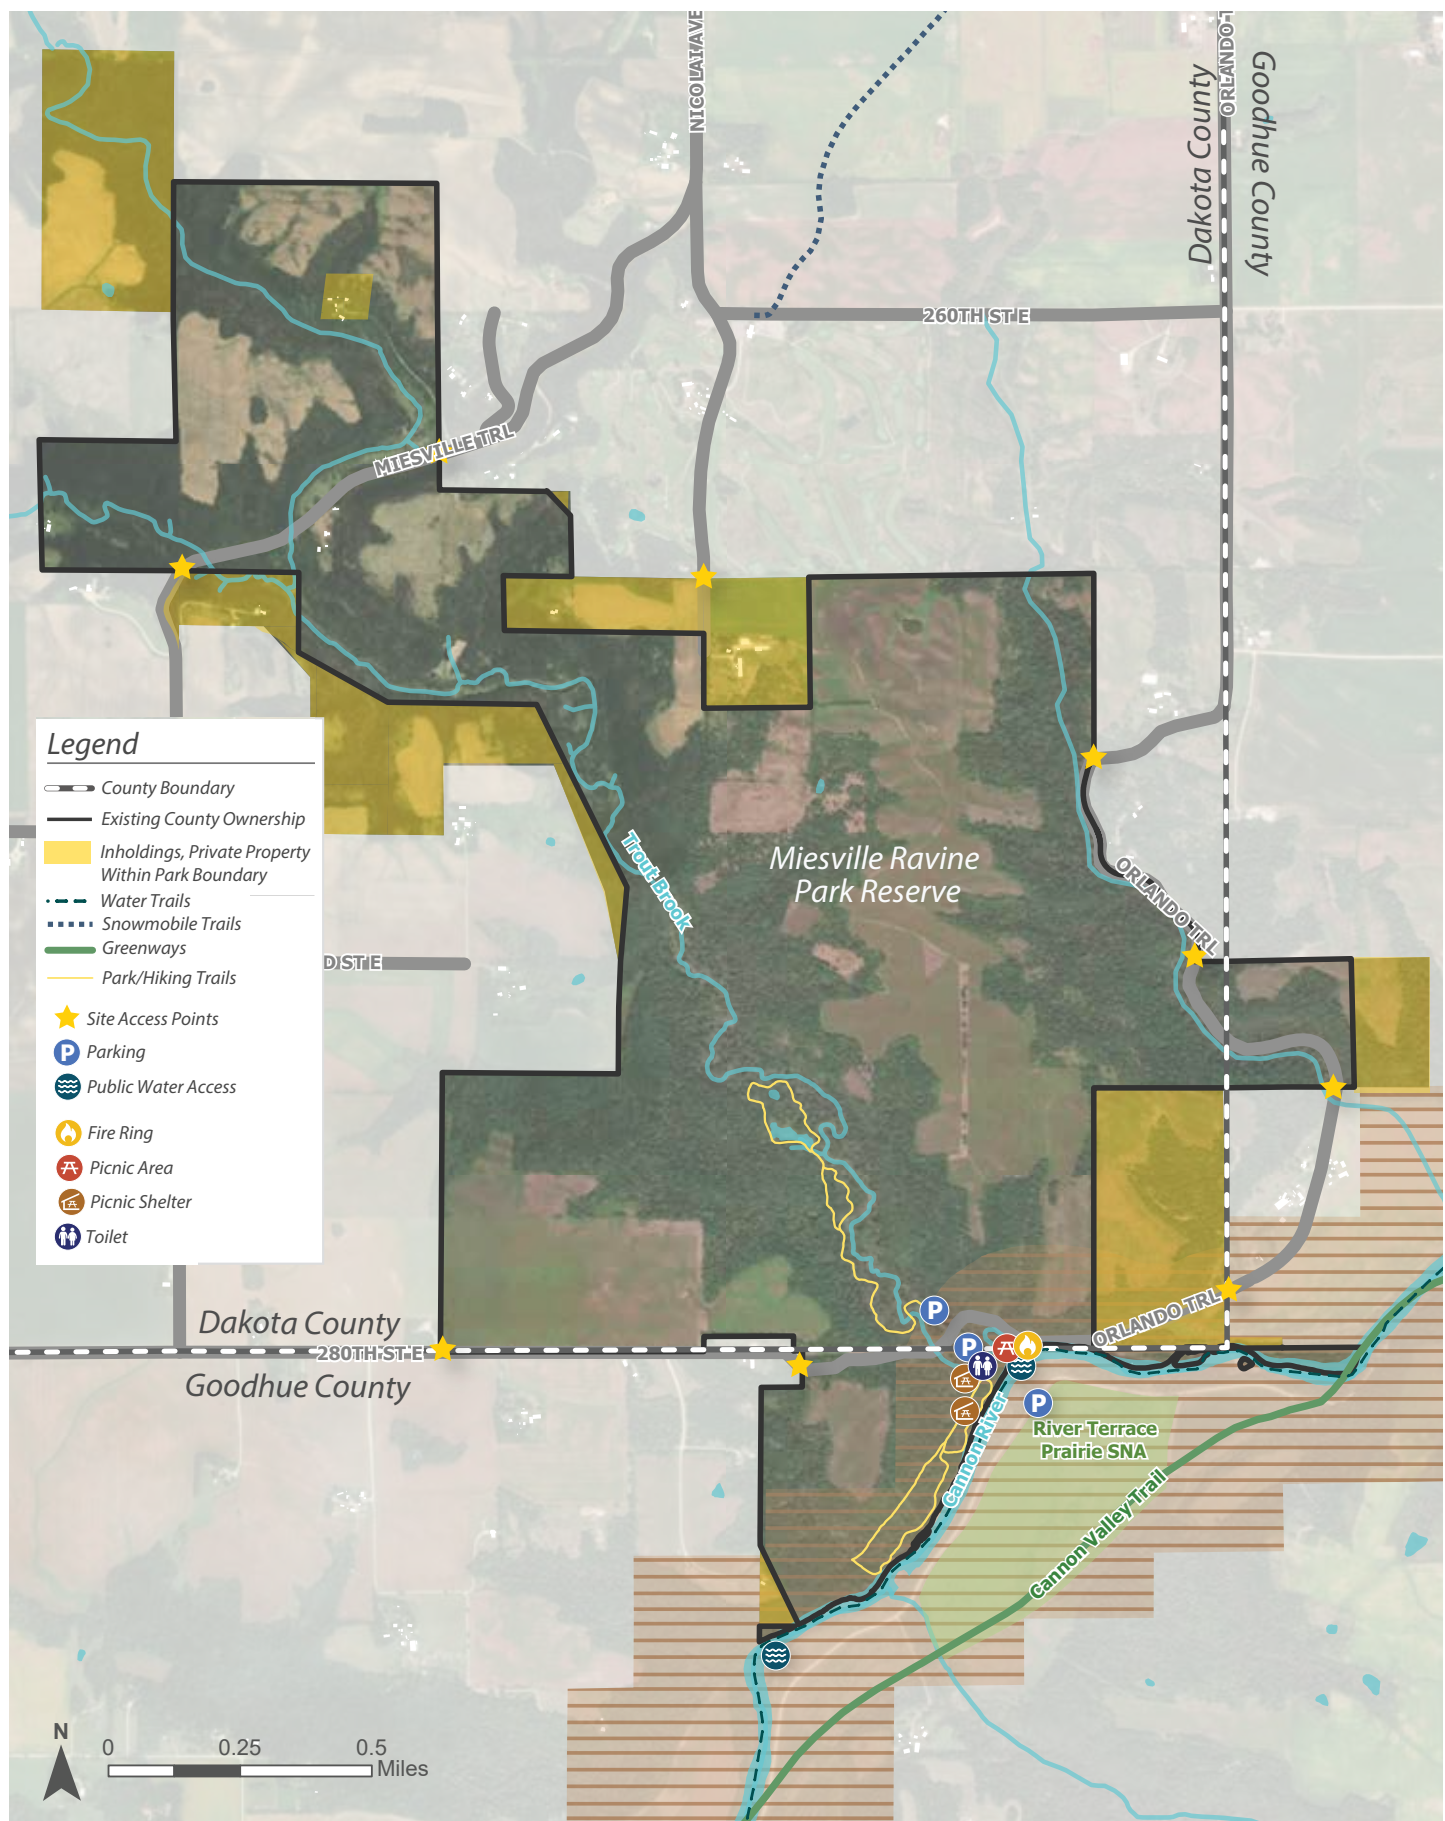 NICOLAI AVE
ORLANDO T
Dakota County
Goodhue County
260TH ST E
MIESVILLE TRL
Legend
County Boundary
Existing County Ownership
Inholdings, Private Property
Within Park Boundary
Water Trails
Snowmobile Trails
Greenways
Park/Hiking Trails
Site Access Points
P
Parking
Public Water Access
Fire Ring
Picnic Area
Picnic Shelter
Toilet
Trout Brook
Miesville Ravine
Park Reserve
ORLANDO TRL
D ST E
P
ORLANDO TRL
Dakota County
280TH ST E
Goodhue County
P
P
Cannon River
River Terrace
Prairie SNA
Cannon Valley Trail
N
0 0.25 0.5
Miles